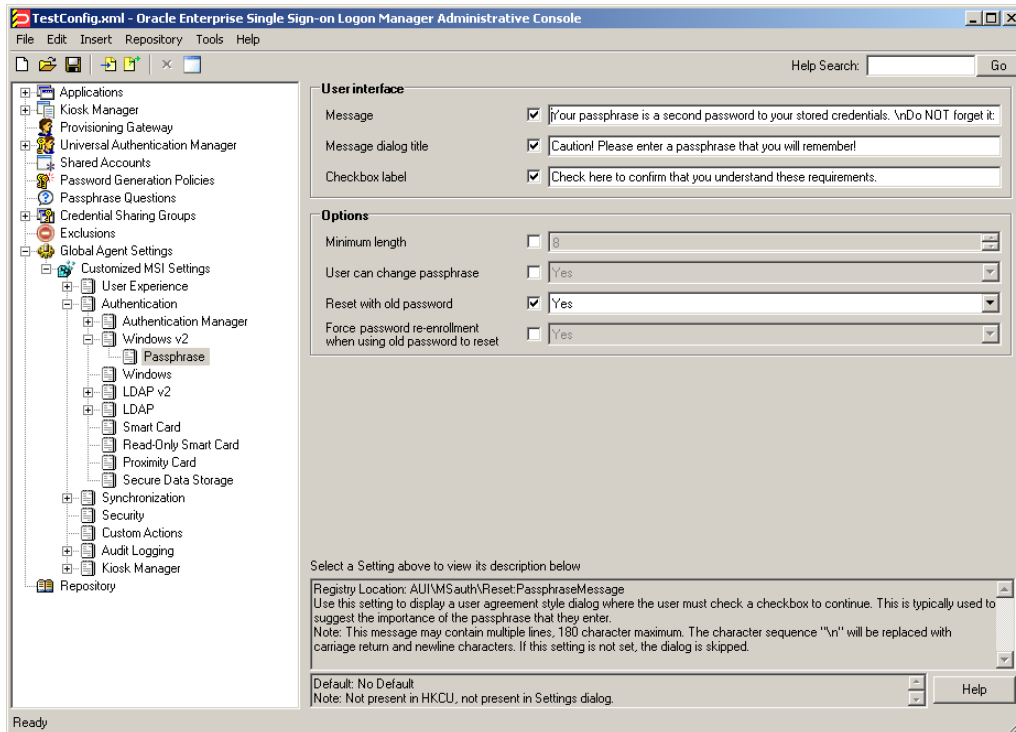 TestConfig.xml - Oracle Enterprise Single Sign-on Logon Manager Administrative Console
File Edit Insert Repository Tools Help
Help Search: Go
Applications
Kiosk Manager
Provisioning Gateway
Universal Authentication Manager
Shared Accounts
Password Generation Policies
Passphrase Questions
Credential Sharing Groups
Exclusions
Global Agent Settings
Customized MSI Settings
User Experience
Authentication
Authentication Manager
Windows v2
Passphrase
Windows
LDAP v2
LDAP
Smart Card
Read-Only Smart Card
Proximity Card
Secure Data Storage
Synchronization
Security
Custom Actions
Audit Logging
Kiosk Manager
Repository
User interface
Message Your passphrase is a second password to your stored credentials. \nDo NOT forget it:
Message dialog title Caution! Please enter a passphrase that you will remember!
Checkbox label Check here to confirm that you understand these requirements.
Options
Minimum length 8
User can change passphrase Yes
Reset with old password Yes
Force password re-enrollment
when using old password to reset Yes
Select a Setting above to view its description below
Registry Location: AUI\MSauth\Reset:PassphraseMessage
Use this setting to display a user agreement style dialog where the user must check a checkbox to continue. This is typically used to
suggest the importance of the passphrase that they enter.
Note: This message may contain multiple lines, 180 character maximum. The character sequence "\n" will be replaced with
carriage return and newline characters. If this setting is not set, the dialog is skipped.
Default: No Default
Note: Not present in HKCU, not present in Settings dialog.
Help
Ready